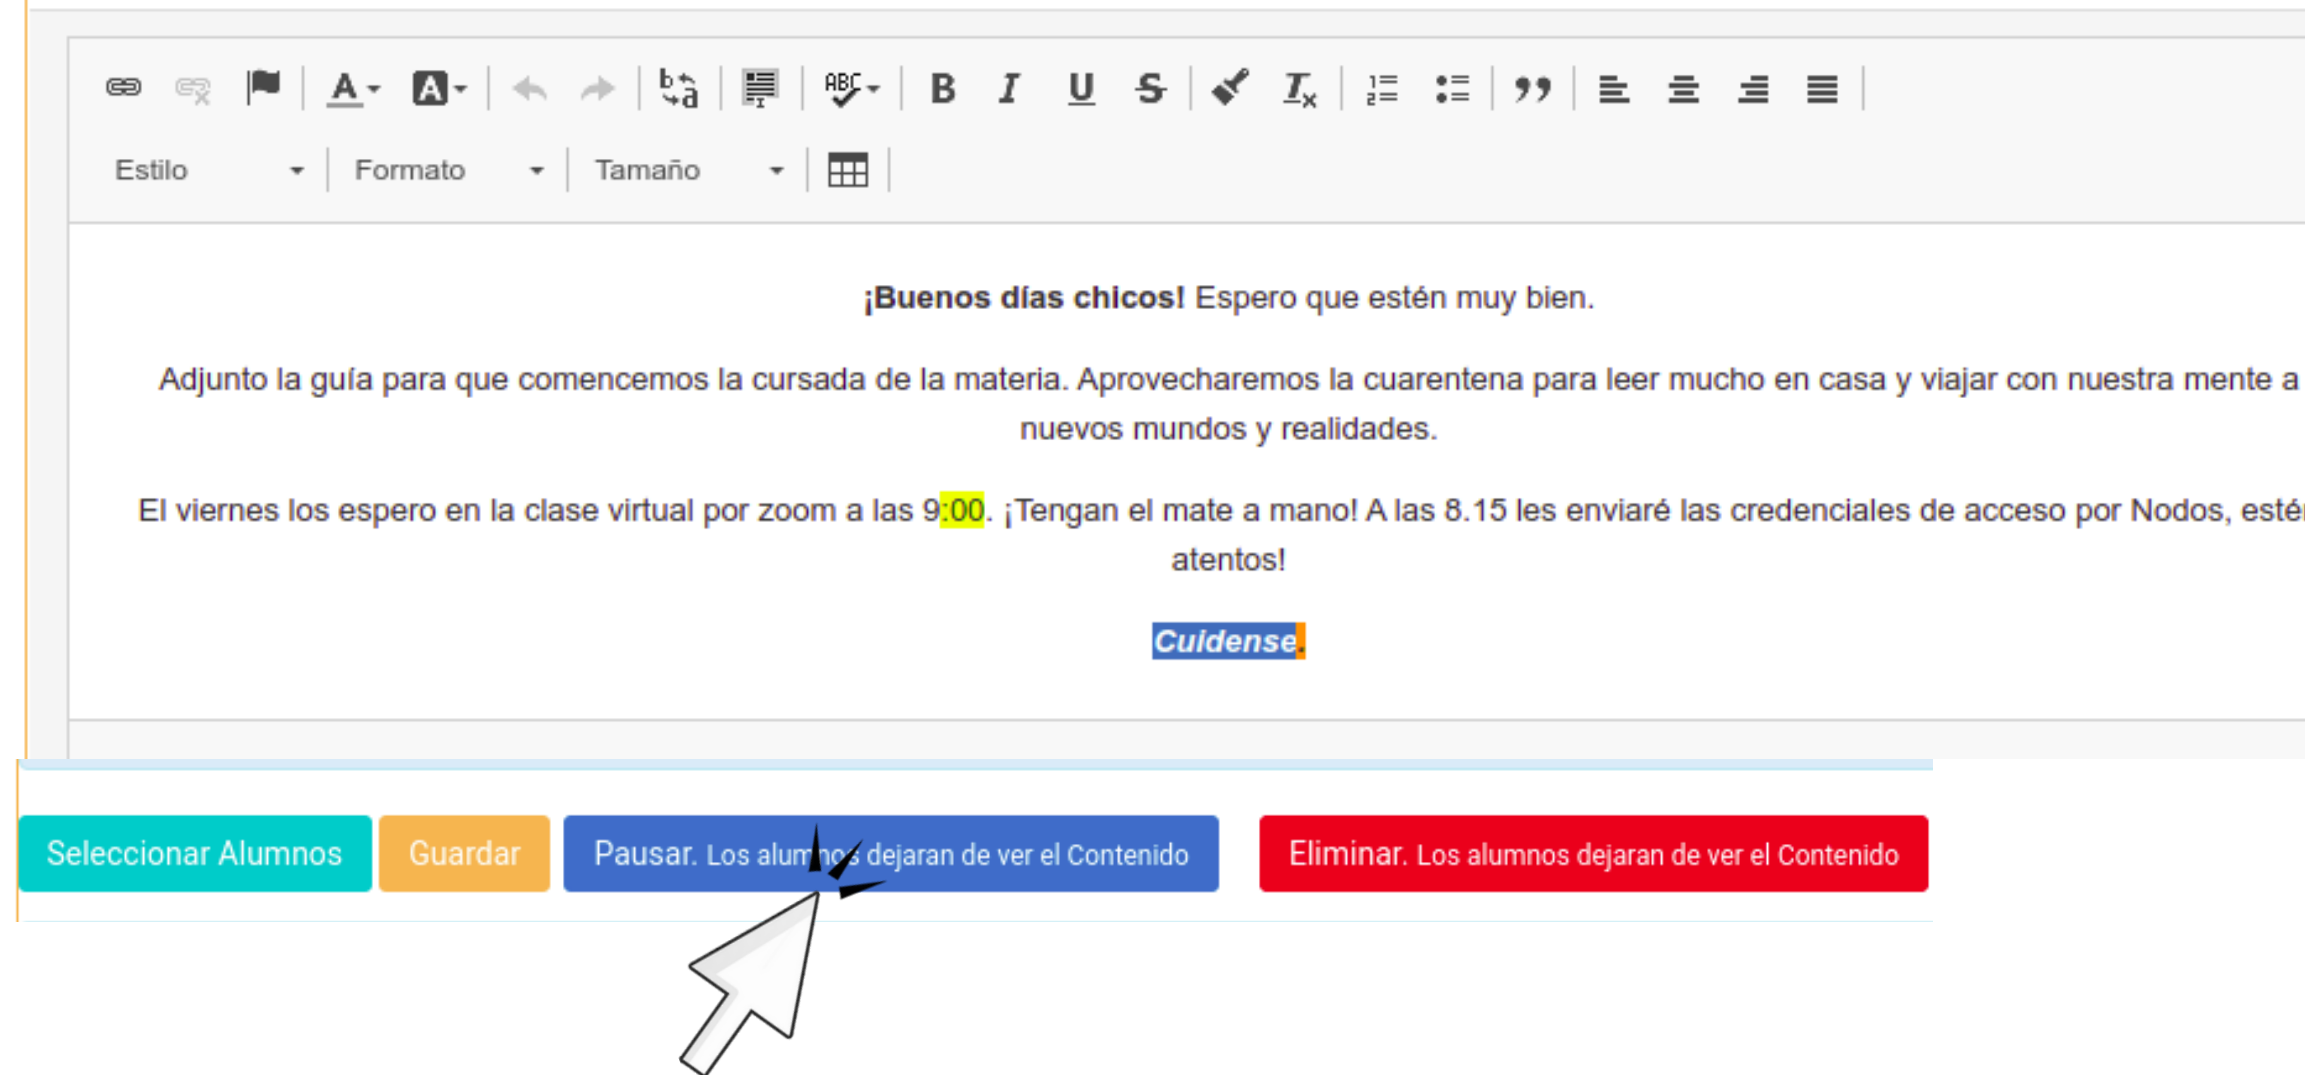 Estilo Formato Tamaño
¡Buenos días chicos! Espero que estén muy bien.
Adjunto la guía para que comencemos la cursada de la materia. Aprovecharemos la cuarentena para leer mucho en casa y viajar con nuestra mente a
nuevos mundos y realidades.
El viernes los espero en la clase virtual por zoom a las 9:00. ¡Tengan el mate a mano! A las 8.15 les enviaré las credenciales de acceso por Nodos, estén
atentos!
Cuidense.
Seleccionar Alumnos Guardar Pausar. Los alumnos dejaran de ver el Contenido Eliminar. Los alumnos dejaran de ver el Contenido